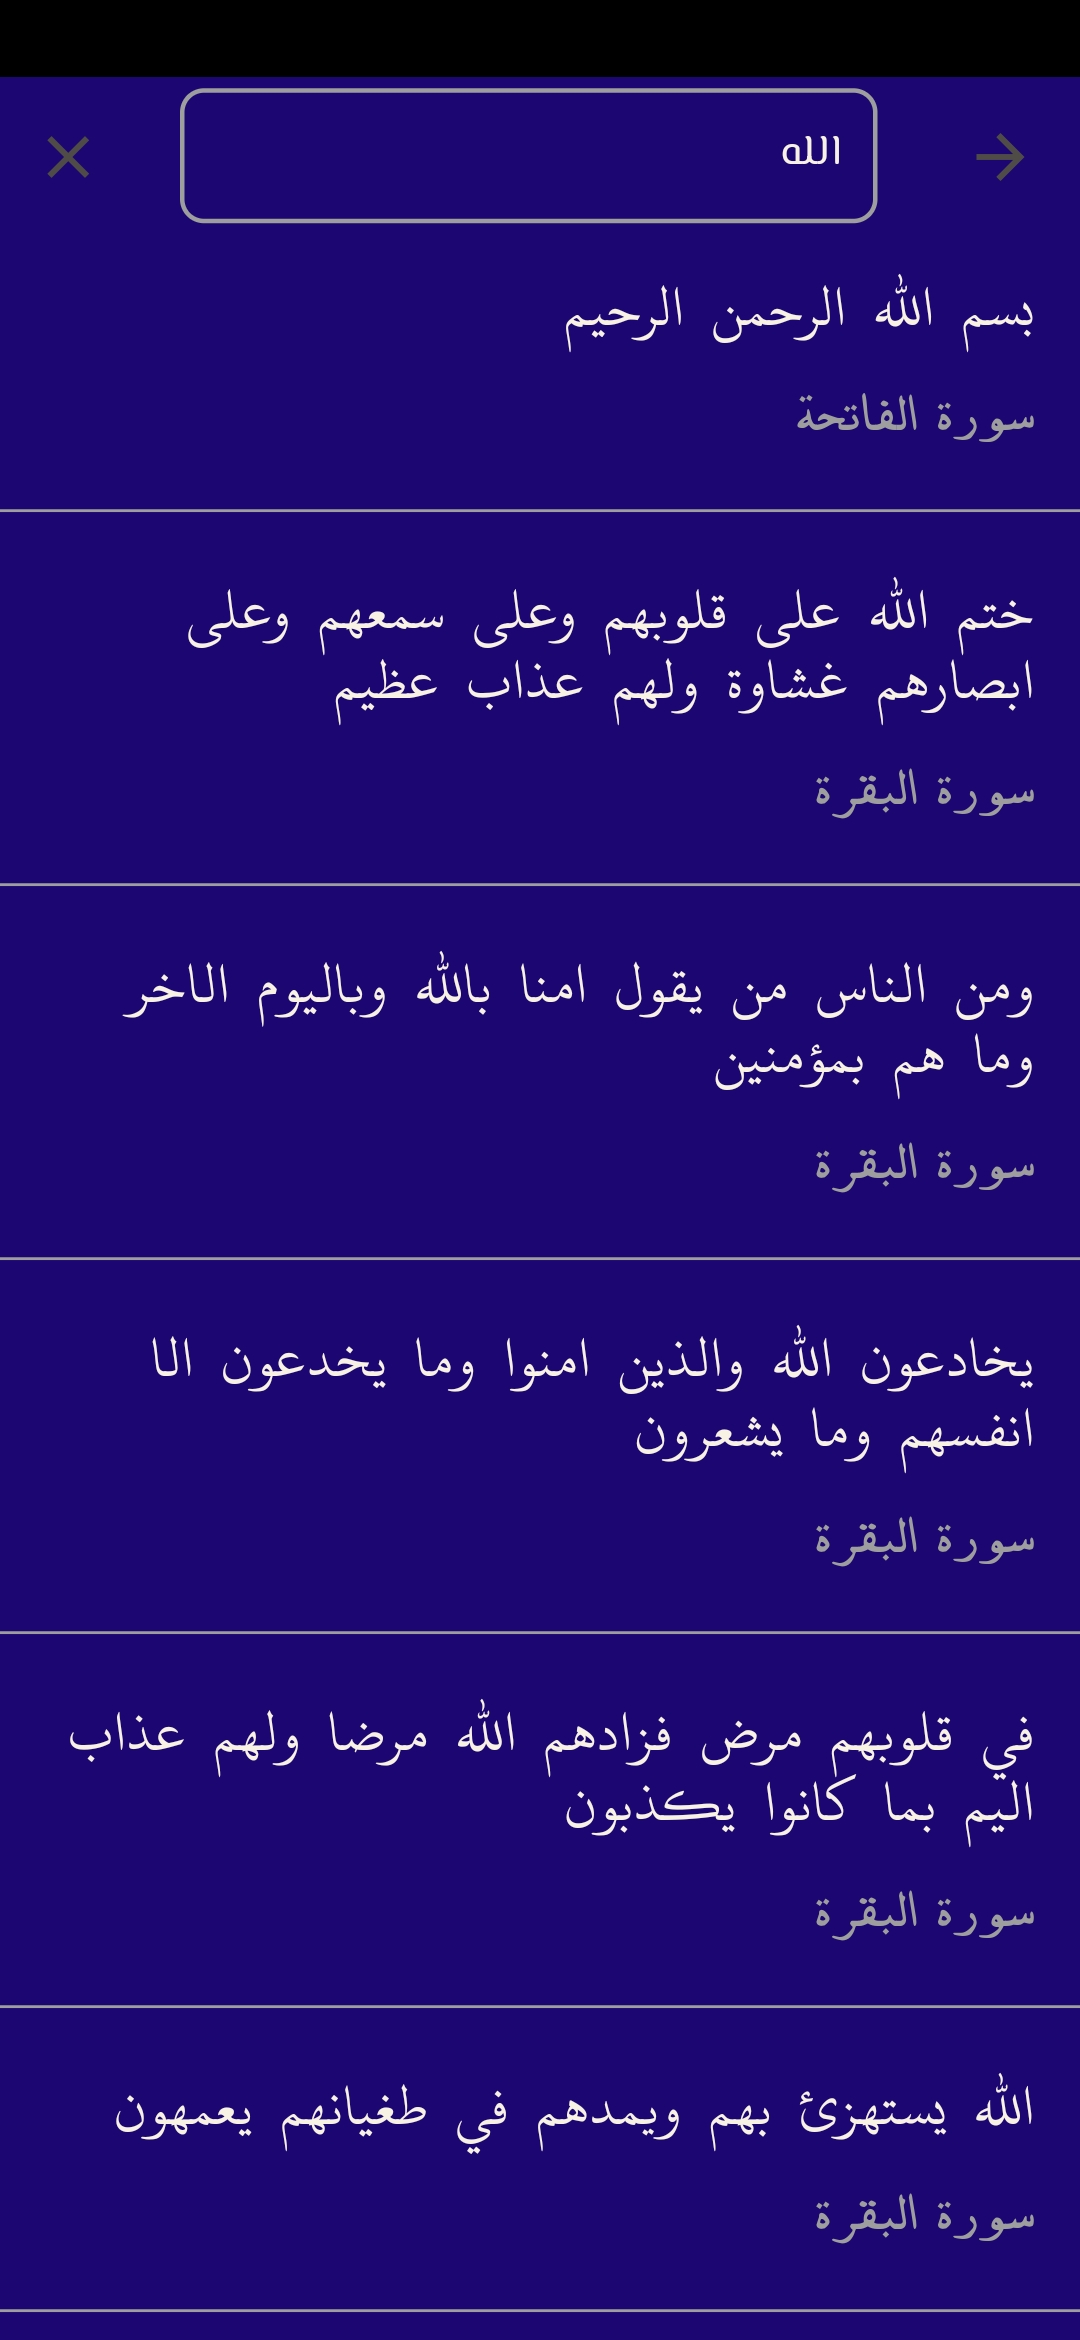 الله
بسم الله الرحمن الرحيم
سورة الفاتحة
ختم الله على قلوبهم وعلى سمعهم وعلى
ابصارهم غشاوة ولهم عذاب عظيم
سورة البقرة
ومن الناس من يقول امنا بالله وباليوم الاخر
وما هم بمؤمنين
سورة البقرة
يخادعون الله والذين امنوا وما يخدعون الا
انفسهم وما يشعرون
سورة البقرة
في قلوبهم مرض فزادهم الله مرضا ولهم عذاب
اليم بما كانوا يكذبون
سورة البقرة
الله يستهزئ بهم ويمدهم في طغيانهم يعمهون
سورة البقرة